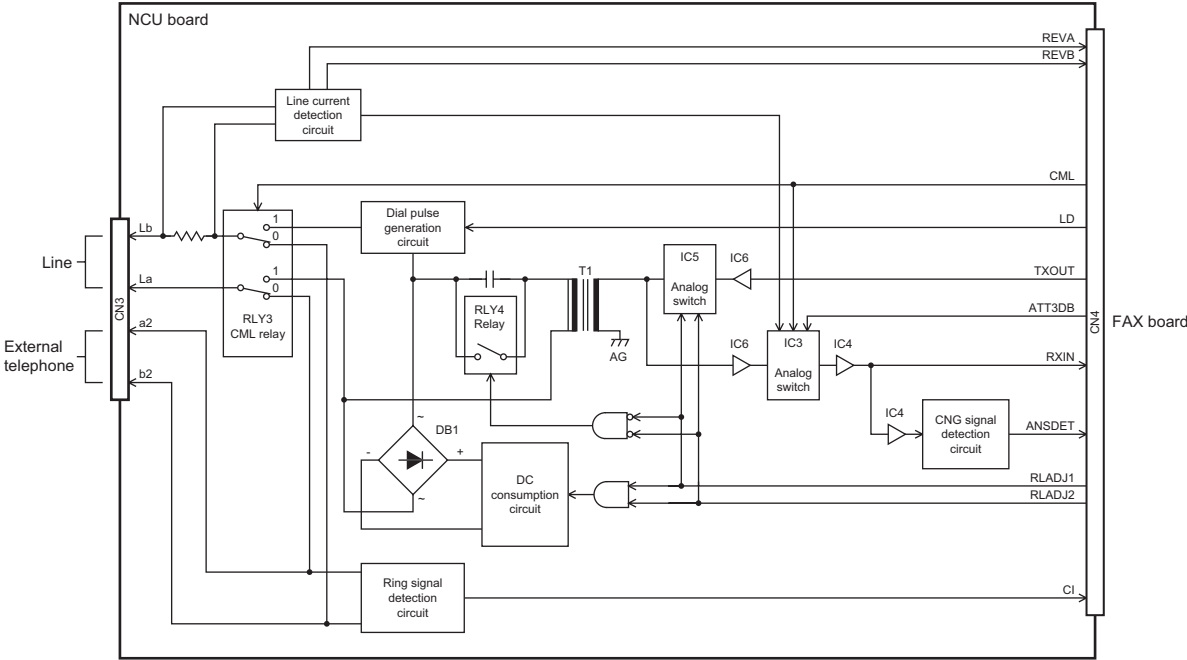 NCU board
REVA
REVB
Line current
detection
circuit
CML
Lb
1
0
Dial pulse
generation
circuit
LD
Line
La
1
0
RLY3
CML relay
T1
IC5
Analog
switch
IC6
TXOUT
CN3
RLY4
Relay
AG
ATT3DB
CN4
FAX board
a2
External
telephone
b2
IC6
IC3
Analog
switch
IC4
RXIN
IC4
CNG signal
detection
circuit
ANSDET
~
DB1
-
+
~
DC
consumption
circuit
RLADJ1
RLADJ2
Ring signal
detection
circuit
CI